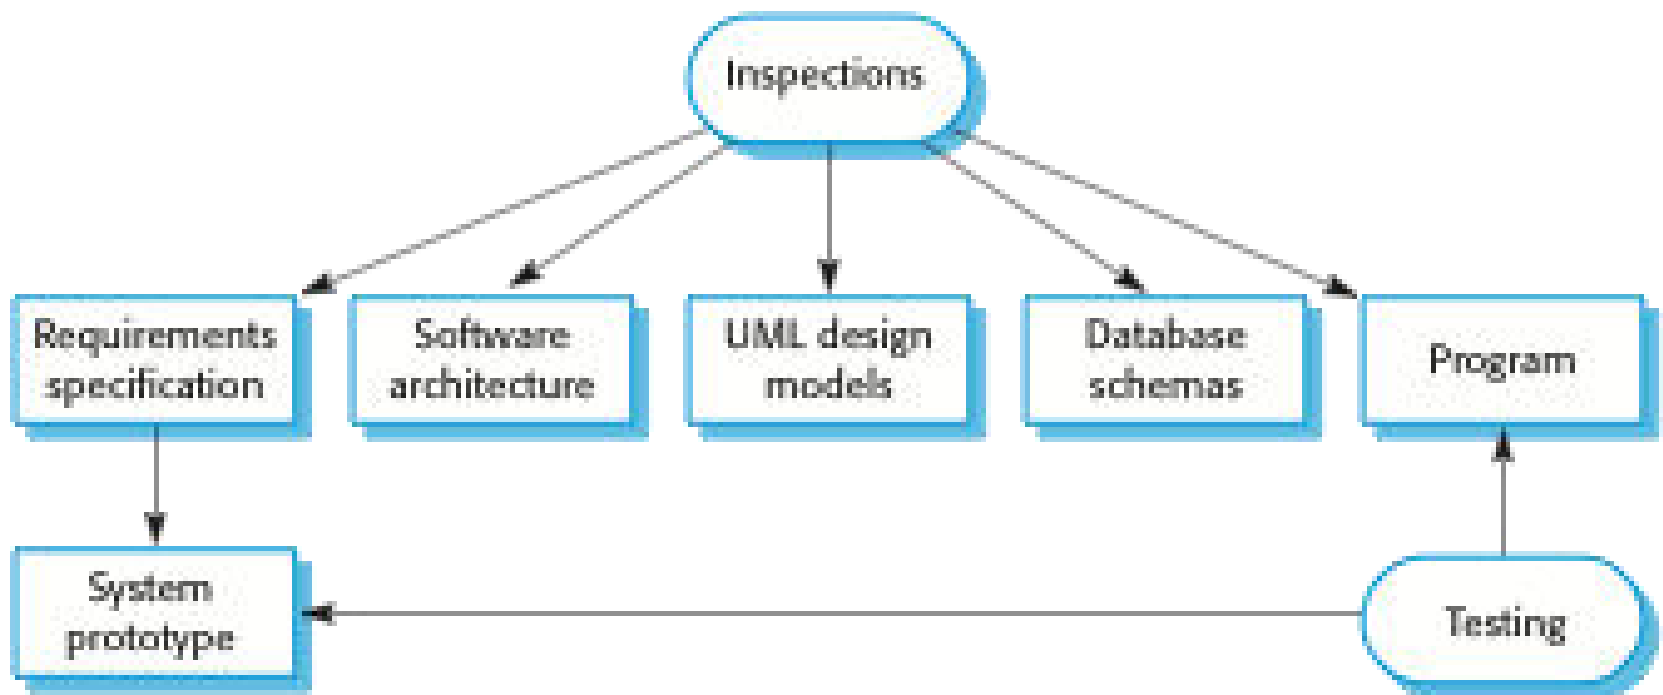 Inspections
Requirements
specification
Software
architecture
UML design
models
Database
schemas
Program
System
prototype
Testing